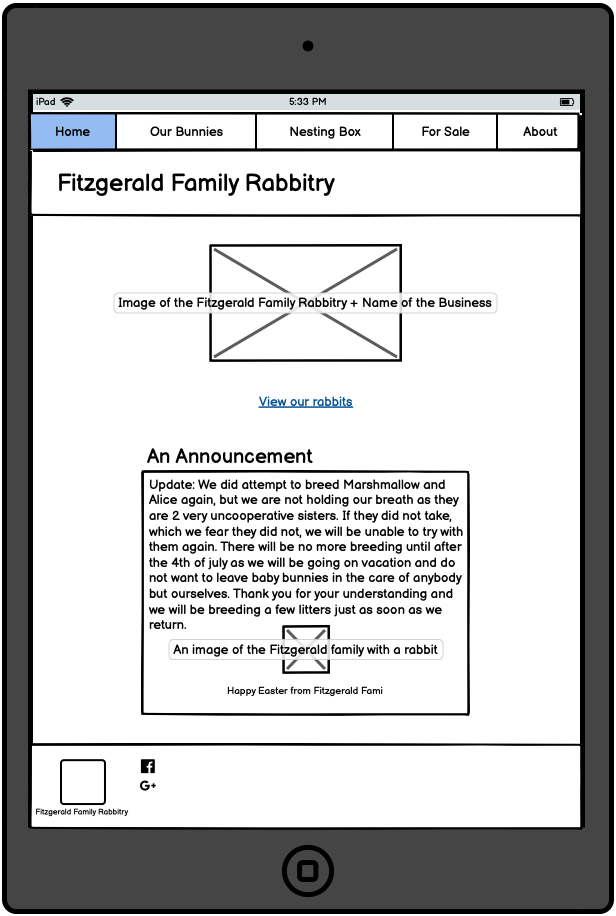 iPad 5:33 PM
Home Our Bunnies Nesting Box For Sale About
Fitzgerald Family Rabbitry
Image of the Fitzgerald Family Rabbitry + Name of the Business
View our rabbits
An Announcement
Update: We did attempt to breed Marshmallow and
Alice again, but we are not holding our breath as they
are 2 very uncooperative sisters. If they did not take,
which we fear they did not, we will be unable to try with
them again. There will be no more breeding until after
the 4th of july as we will be going on vacation and do
not want to leave baby bunnies in the care of anybody
but ourselves. Thank you for your understanding and
we will be breeding a few litters just as soon as we
return.
An image of the Fitzgerald family with a rabbit
Happy Easter from Fitzgerald Fami
G+
Fitzgerald Family Rabbitry